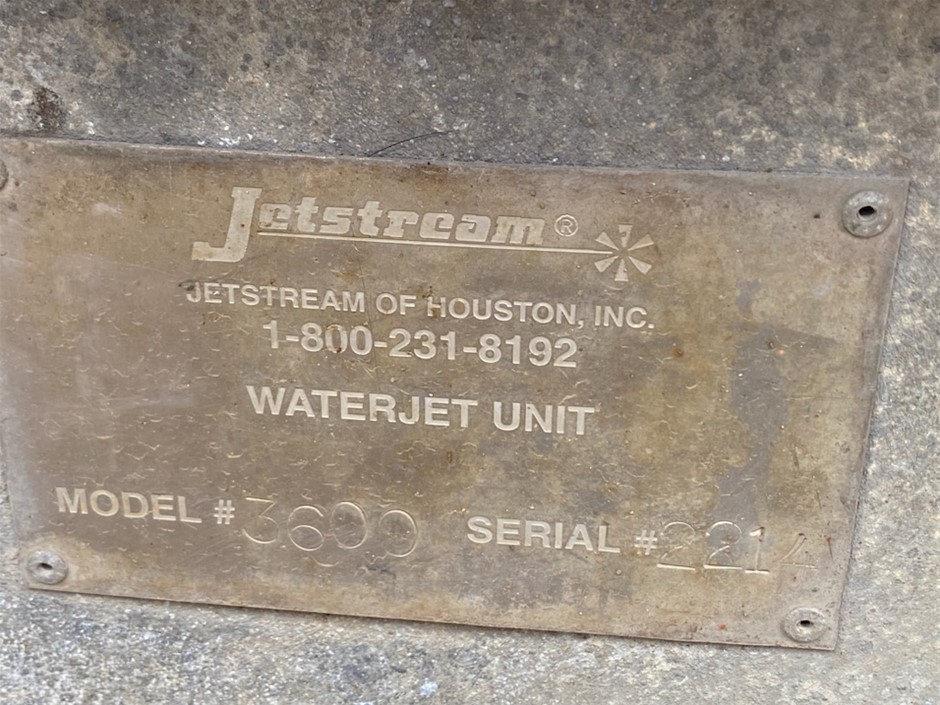 Jetstream®
JETSTREAM OF HOUSTON, INC.
1-800-231-8192
WATERJET UNIT
MODEL # 3600 SERIAL # 2214